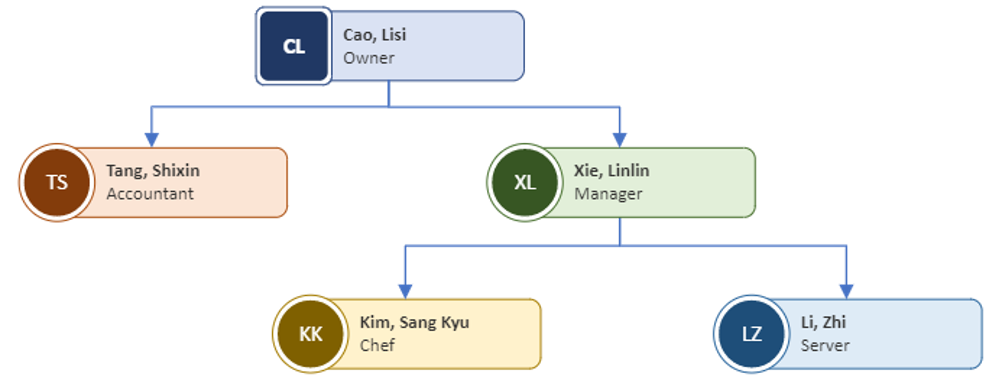 CL
Cao, Lisi
Owner
TS
Tang, Shixin
Accountant
XL
Xie, Linlin
Manager
KK
Kim, Sang Kyu
Chef
LZ
Li, Zhi
Server